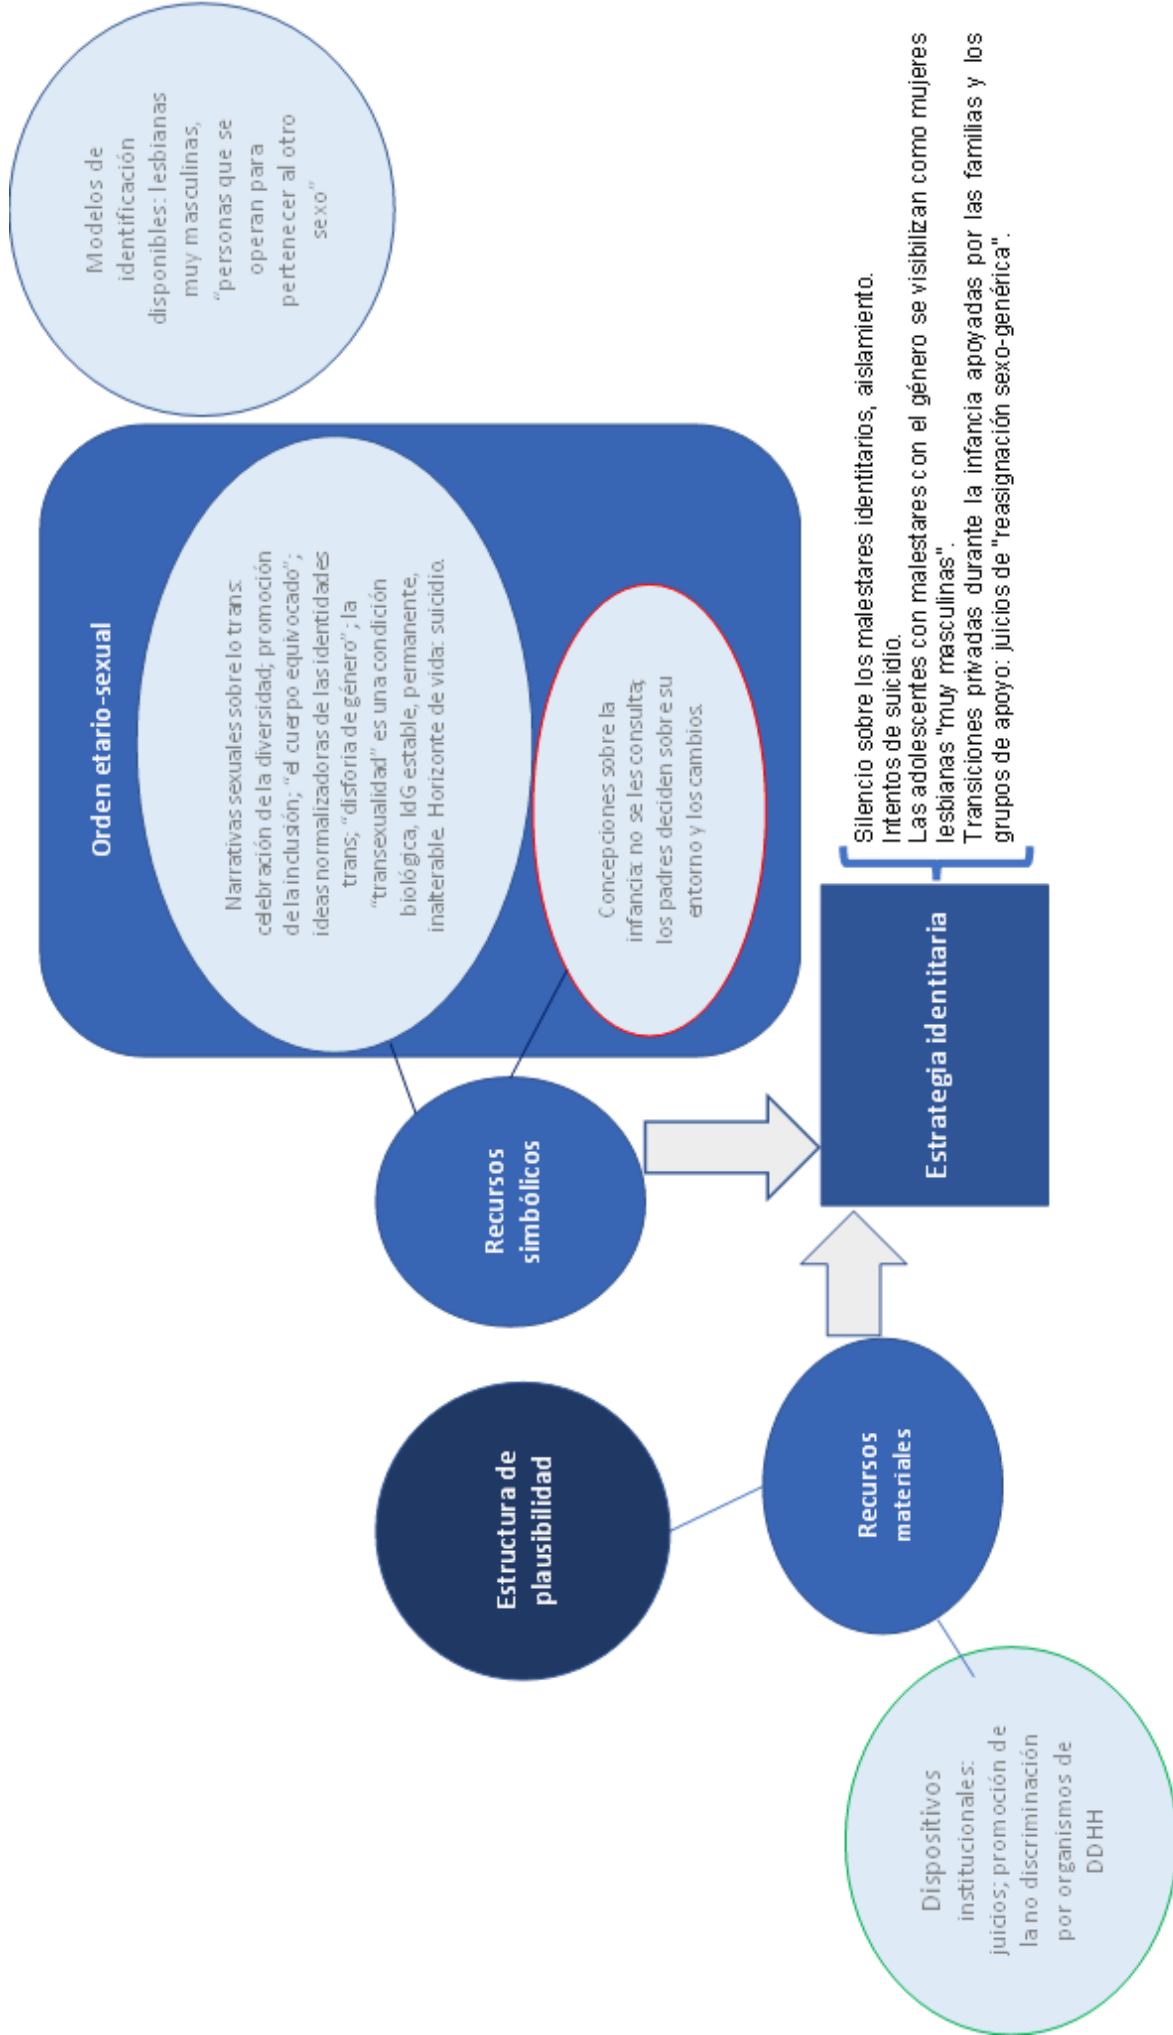 Modelos de
identificación
disponibles: lesbianas
muy masculinas,
“personas que se
operan para
pertenecer al otro
sexo”
Orden etario-sexual
Narrativas sexuales sobre lo trans:
celebración de la diversidad; promoción
de la inclusión; “el cuerpo equivocado”;
ideas normalizadoras de las identidades
trans; “disforia de género”; la
“transexualidad” es una condición
biológica, IdG estable, permanente,
inalterable. Horizonte de vida: suicidio.
Concepciones sobre la
infancia: no se les consulta;
los padres deciden sobre su
entorno y los cambios.
Recursos
simbólicos
Estructura de
plausibilidad
Recursos
materiales
Dispositivos
institucionales:
juicios; promoción de
la no discriminación
por organismos de
DDHH
Estrategia identitaria
Silencio sobre los malestares identitarios, aislamiento.
Intentos de suicidio.
Las adolescentes con malestares con el género se visibilizan como mujeres
lesbianas "muy masculinas".
Transiciones privadas durante la infancia apoyadas por las familias y los
grupos de apoyo: juicios de "reasignación sexo-genérica".